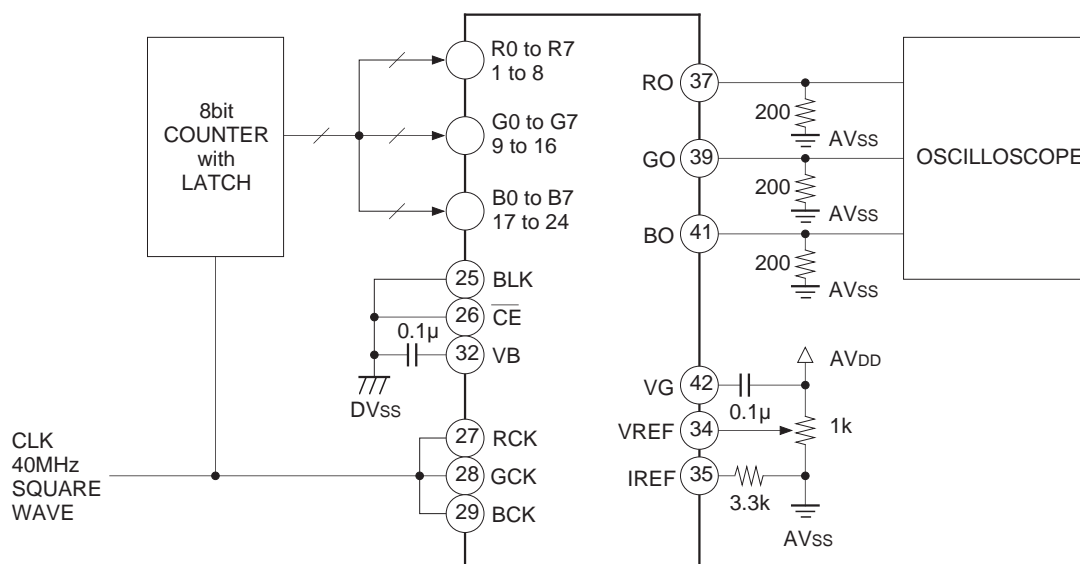 8bit
COUNTER
with
LATCH
R0 to R7
1 to 8
G0 to G7
9 to 16
B0 to B7
17 to 24
25 BLK
26 CE
0.1µ
32 VB
DVSS
CLK
40MHz
SQUARE
WAVE
27 RCK
28 GCK
29 BCK
RO 37
200
AVSS
GO 39
200
AVSS
BO 41
200
AVSS
OSCILLOSCOPE
AVDD
VG 42
0.1µ
1k
VREF 34
IREF 35
3.3k
AVSS